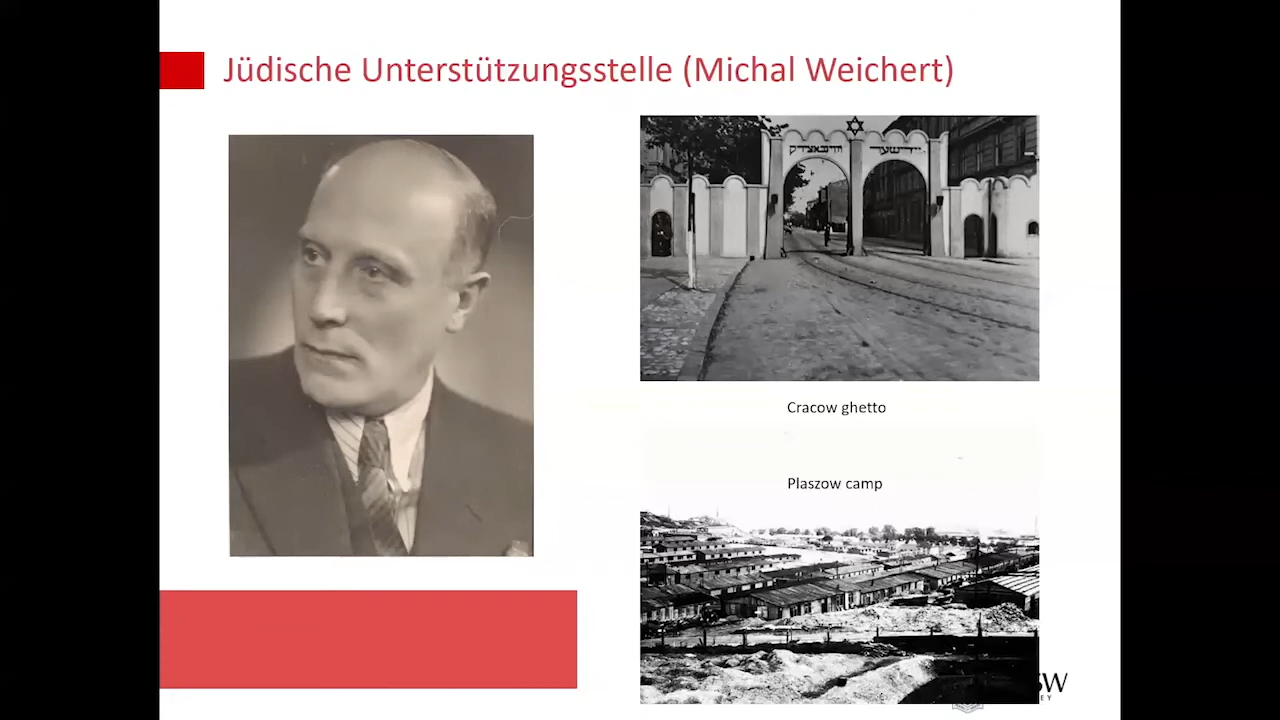 Jüdische Unterstützungsstelle (Michal Weichert)
Cracow ghetto
Plaszow camp